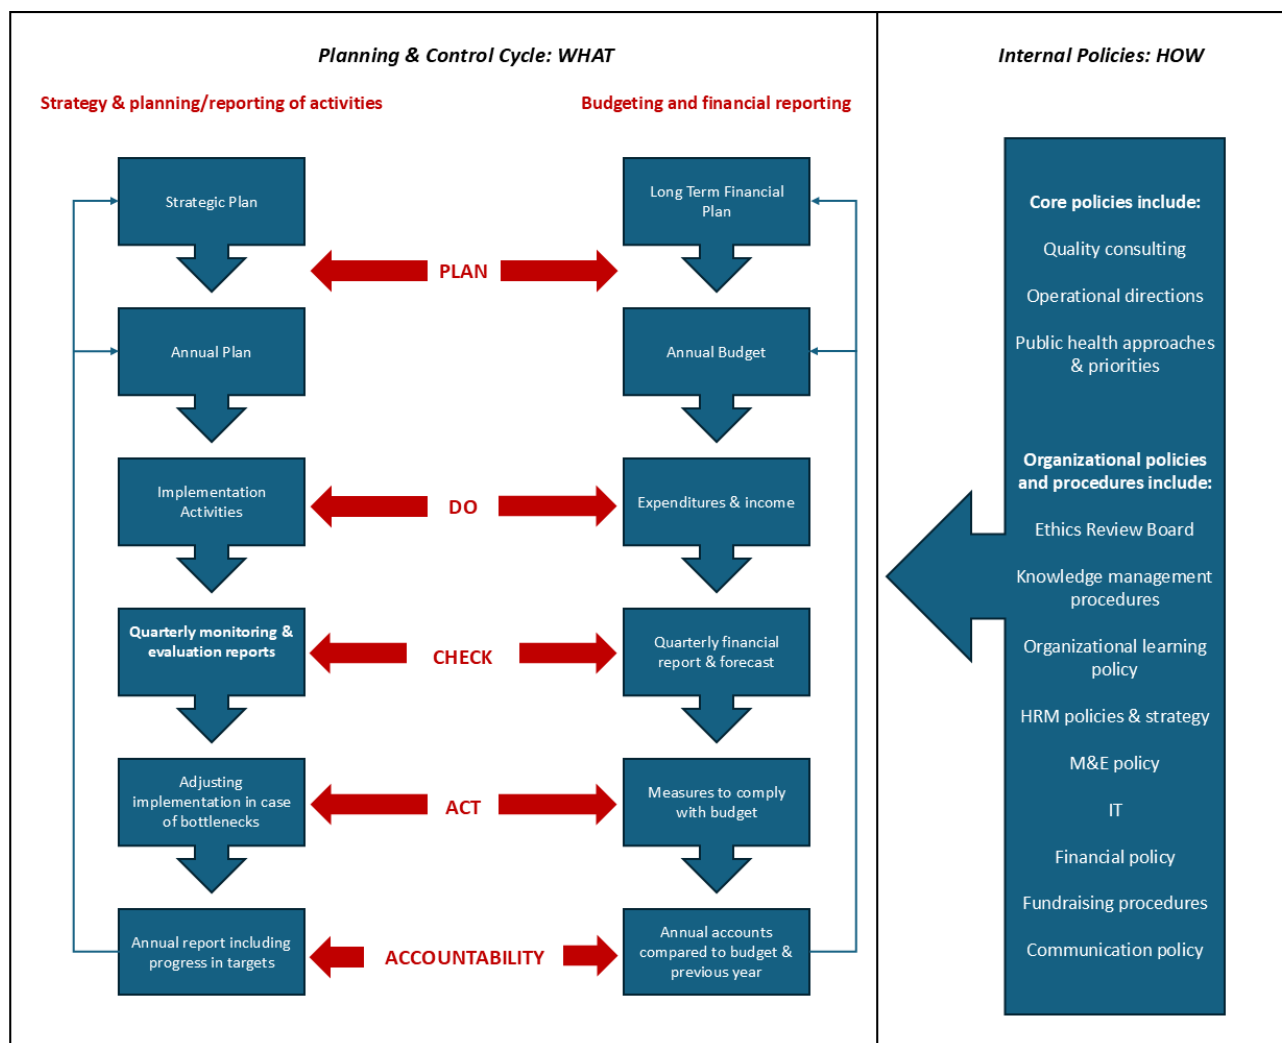 Planning & Control Cycle: WHAT
Strategy & planning/reporting of activities
Budgeting and financial reporting
Strategic Plan
Long Term Financial
Plan
PLAN
Annual Plan
Annual Budget
Implementation
Activities
DO
Expenditures & income
Quarterly monitoring &
evaluation reports
CHECK
Quarterly financial
report & forecast
Adjusting
implementation in case
of bottlenecks
ACT
Measures to comply
with budget
Annual report including
progress in targets
ACCOUNTABILITY
Annual accounts
compared to budget &
previous year
Internal Policies: HOW
Core policies include:
Quality consulting
Operational directions
Public health approaches
& priorities
Organizational policies
and procedures include:
Ethics Review Board
Knowledge management
procedures
Organizational learning
policy
HRM policies & strategy
M&E policy
IT
Financial policy
Fundraising procedures
Communication policy